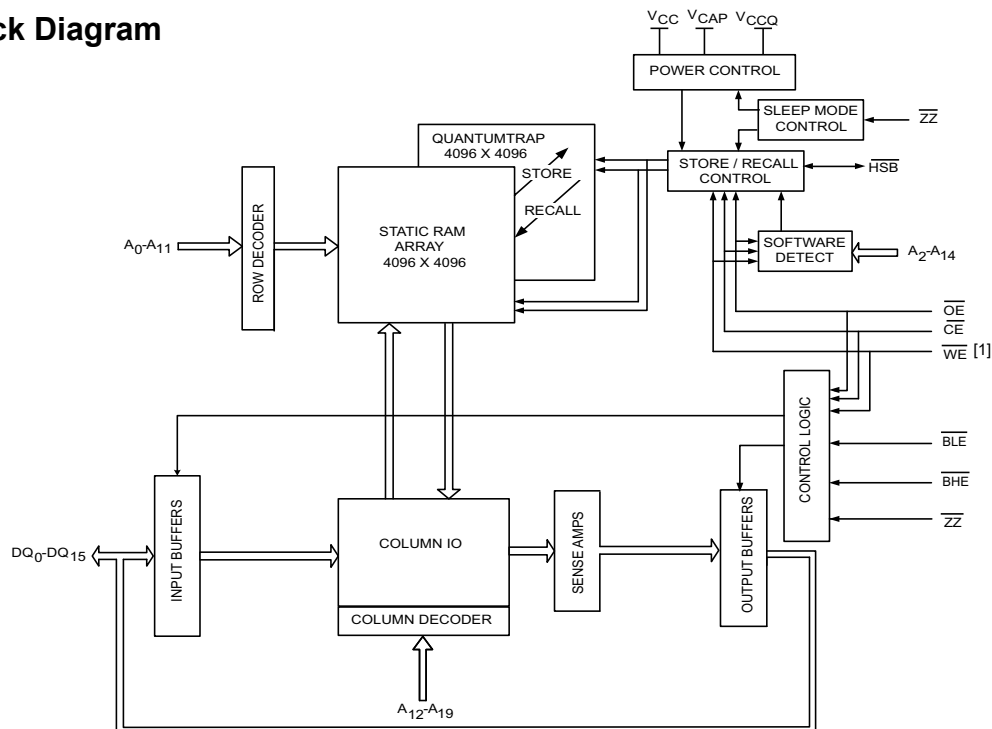 ck Diagram
VCC VCAP VCCQ
POWER CONTROL
SLEEP MODE
CONTROL
ZZ
QUANTUMTRAP
4096 X 4096
STORE
RECALL
STORE / RECALL
CONTROL
HSB
STATIC RAM
ARRAY
4096 X 4096
ROW DECODER
A0-A11
SOFTWARE
DETECT
A2-A14
OE
CE
WE [1]
CONTROL LOGIC
BLE
BHE
ZZ
DQ0-DQ15
INPUT BUFFERS
COLUMN IO
COLUMN DECODER
SENSE AMPS
OUTPUT BUFFERS
A12-A19